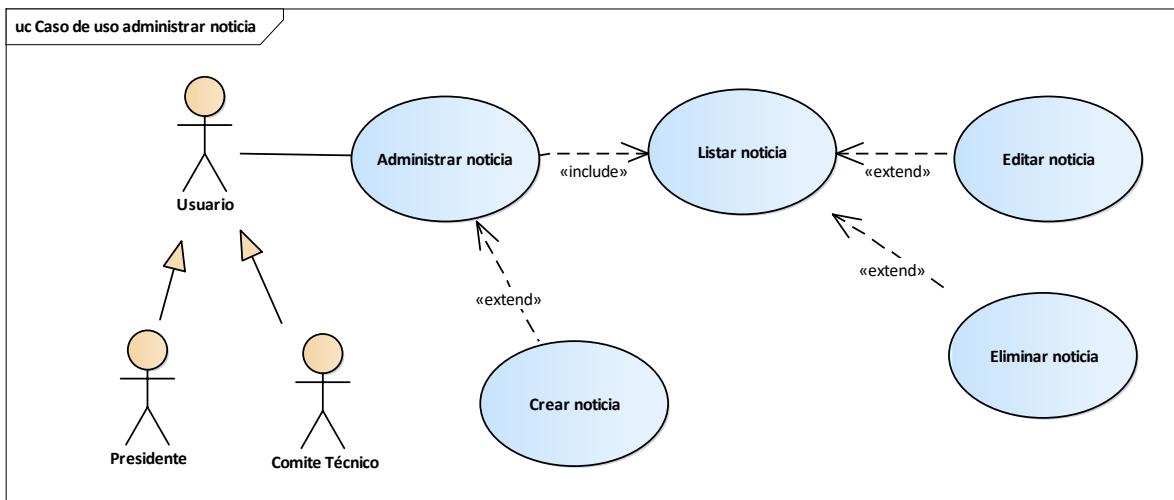 uc Caso de uso administrar noticia
Usuario
Administrar noticia
«include»
Listar noticia
«extend»
Editar noticia
«extend»
«extend»
Eliminar noticia
Crear noticia
Presidente
Comite Técnico